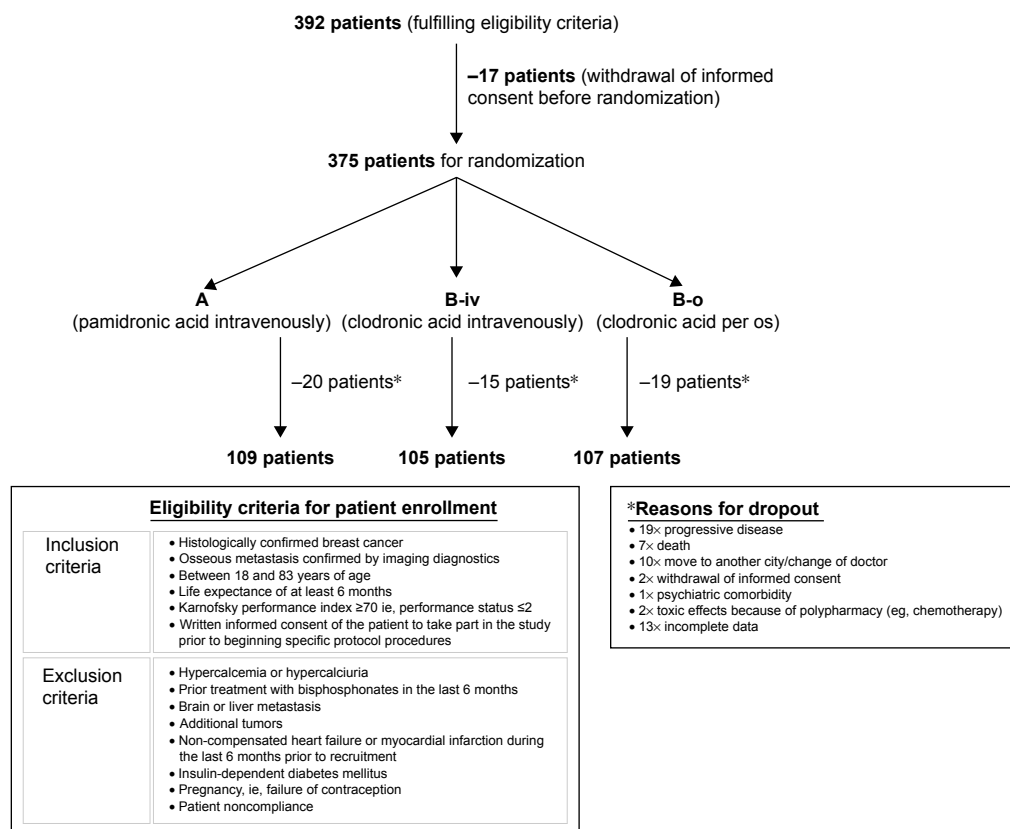 392 patients (fulfilling eligibility criteria)
–17 patients (withdrawal of informed
consent before randomization)
375 patients for randomization
A
(pamidronic acid intravenously)
B-iv
(clodronic acid intravenously)
B-o
(clodronic acid per os)
–20 patients*
–15 patients*
–19 patients*
109 patients
105 patients
107 patients
Eligibility criteria for patient enrollment
Inclusion
criteria
• Histologically confirmed breast cancer
• Osseous metastasis confirmed by imaging diagnostics
• Between 18 and 83 years of age
• Life expectance of at least 6 months
• Karnofsky performance index ≥70 ie, performance status ≤2
• Written informed consent of the patient to take part in the study
prior to beginning specific protocol procedures
Exclusion
criteria
• Hypercalcemia or hypercalciuria
• Prior treatment with bisphosphonates in the last 6 months
• Brain or liver metastasis
• Additional tumors
• Non-compensated heart failure or myocardial infarction during
the last 6 months prior to recruitment
• Insulin-dependent diabetes mellitus
• Pregnancy, ie, failure of contraception
• Patient noncompliance
*Reasons for dropout
• 19× progressive disease
• 7× death
• 10× move to another city/change of doctor
• 2× withdrawal of informed consent
• 1× psychiatric comorbidity
• 2× toxic effects because of polypharmacy (eg, chemotherapy)
• 13× incomplete data